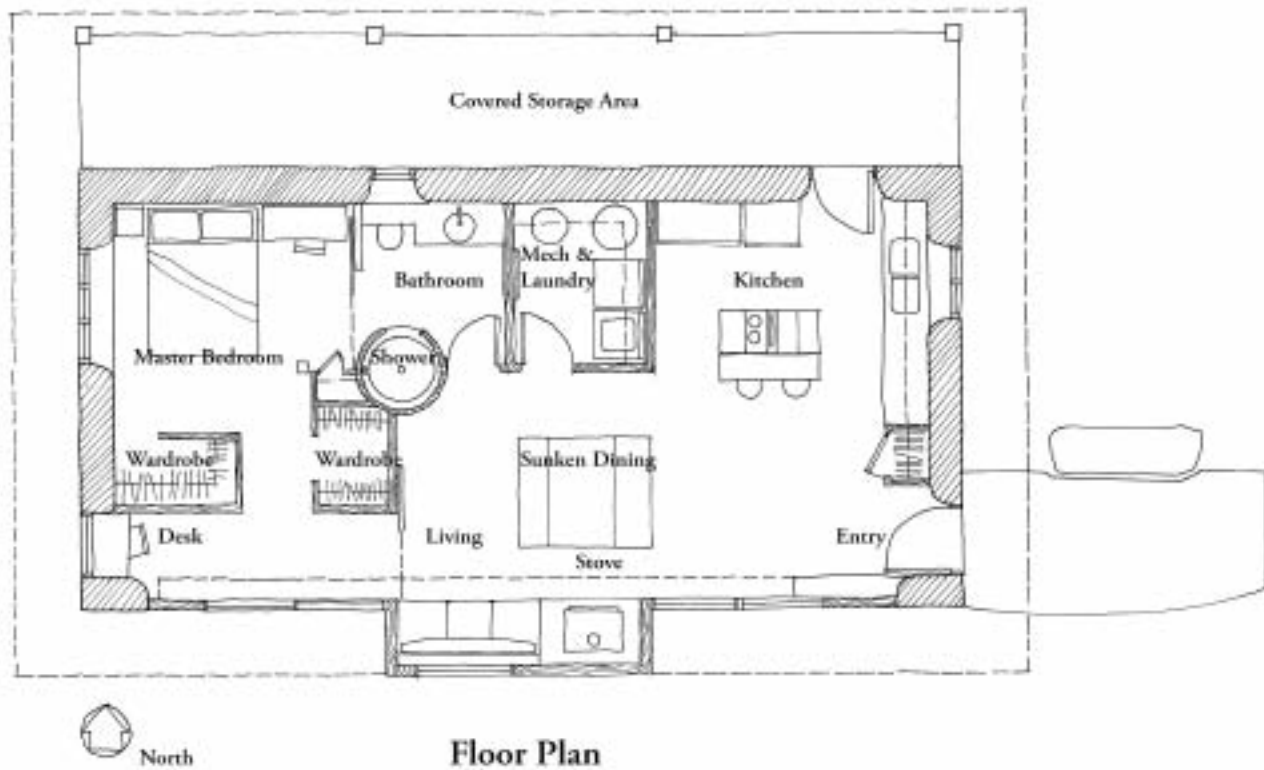 Covered Storage Area
Mech &
Laundry
Bathroom
Kitchen
Master Bedroom
Shower
Wardrobe
Wardrobe
Sunken Dining
Desk
Living
Entry
Stove
North
Floor Plan